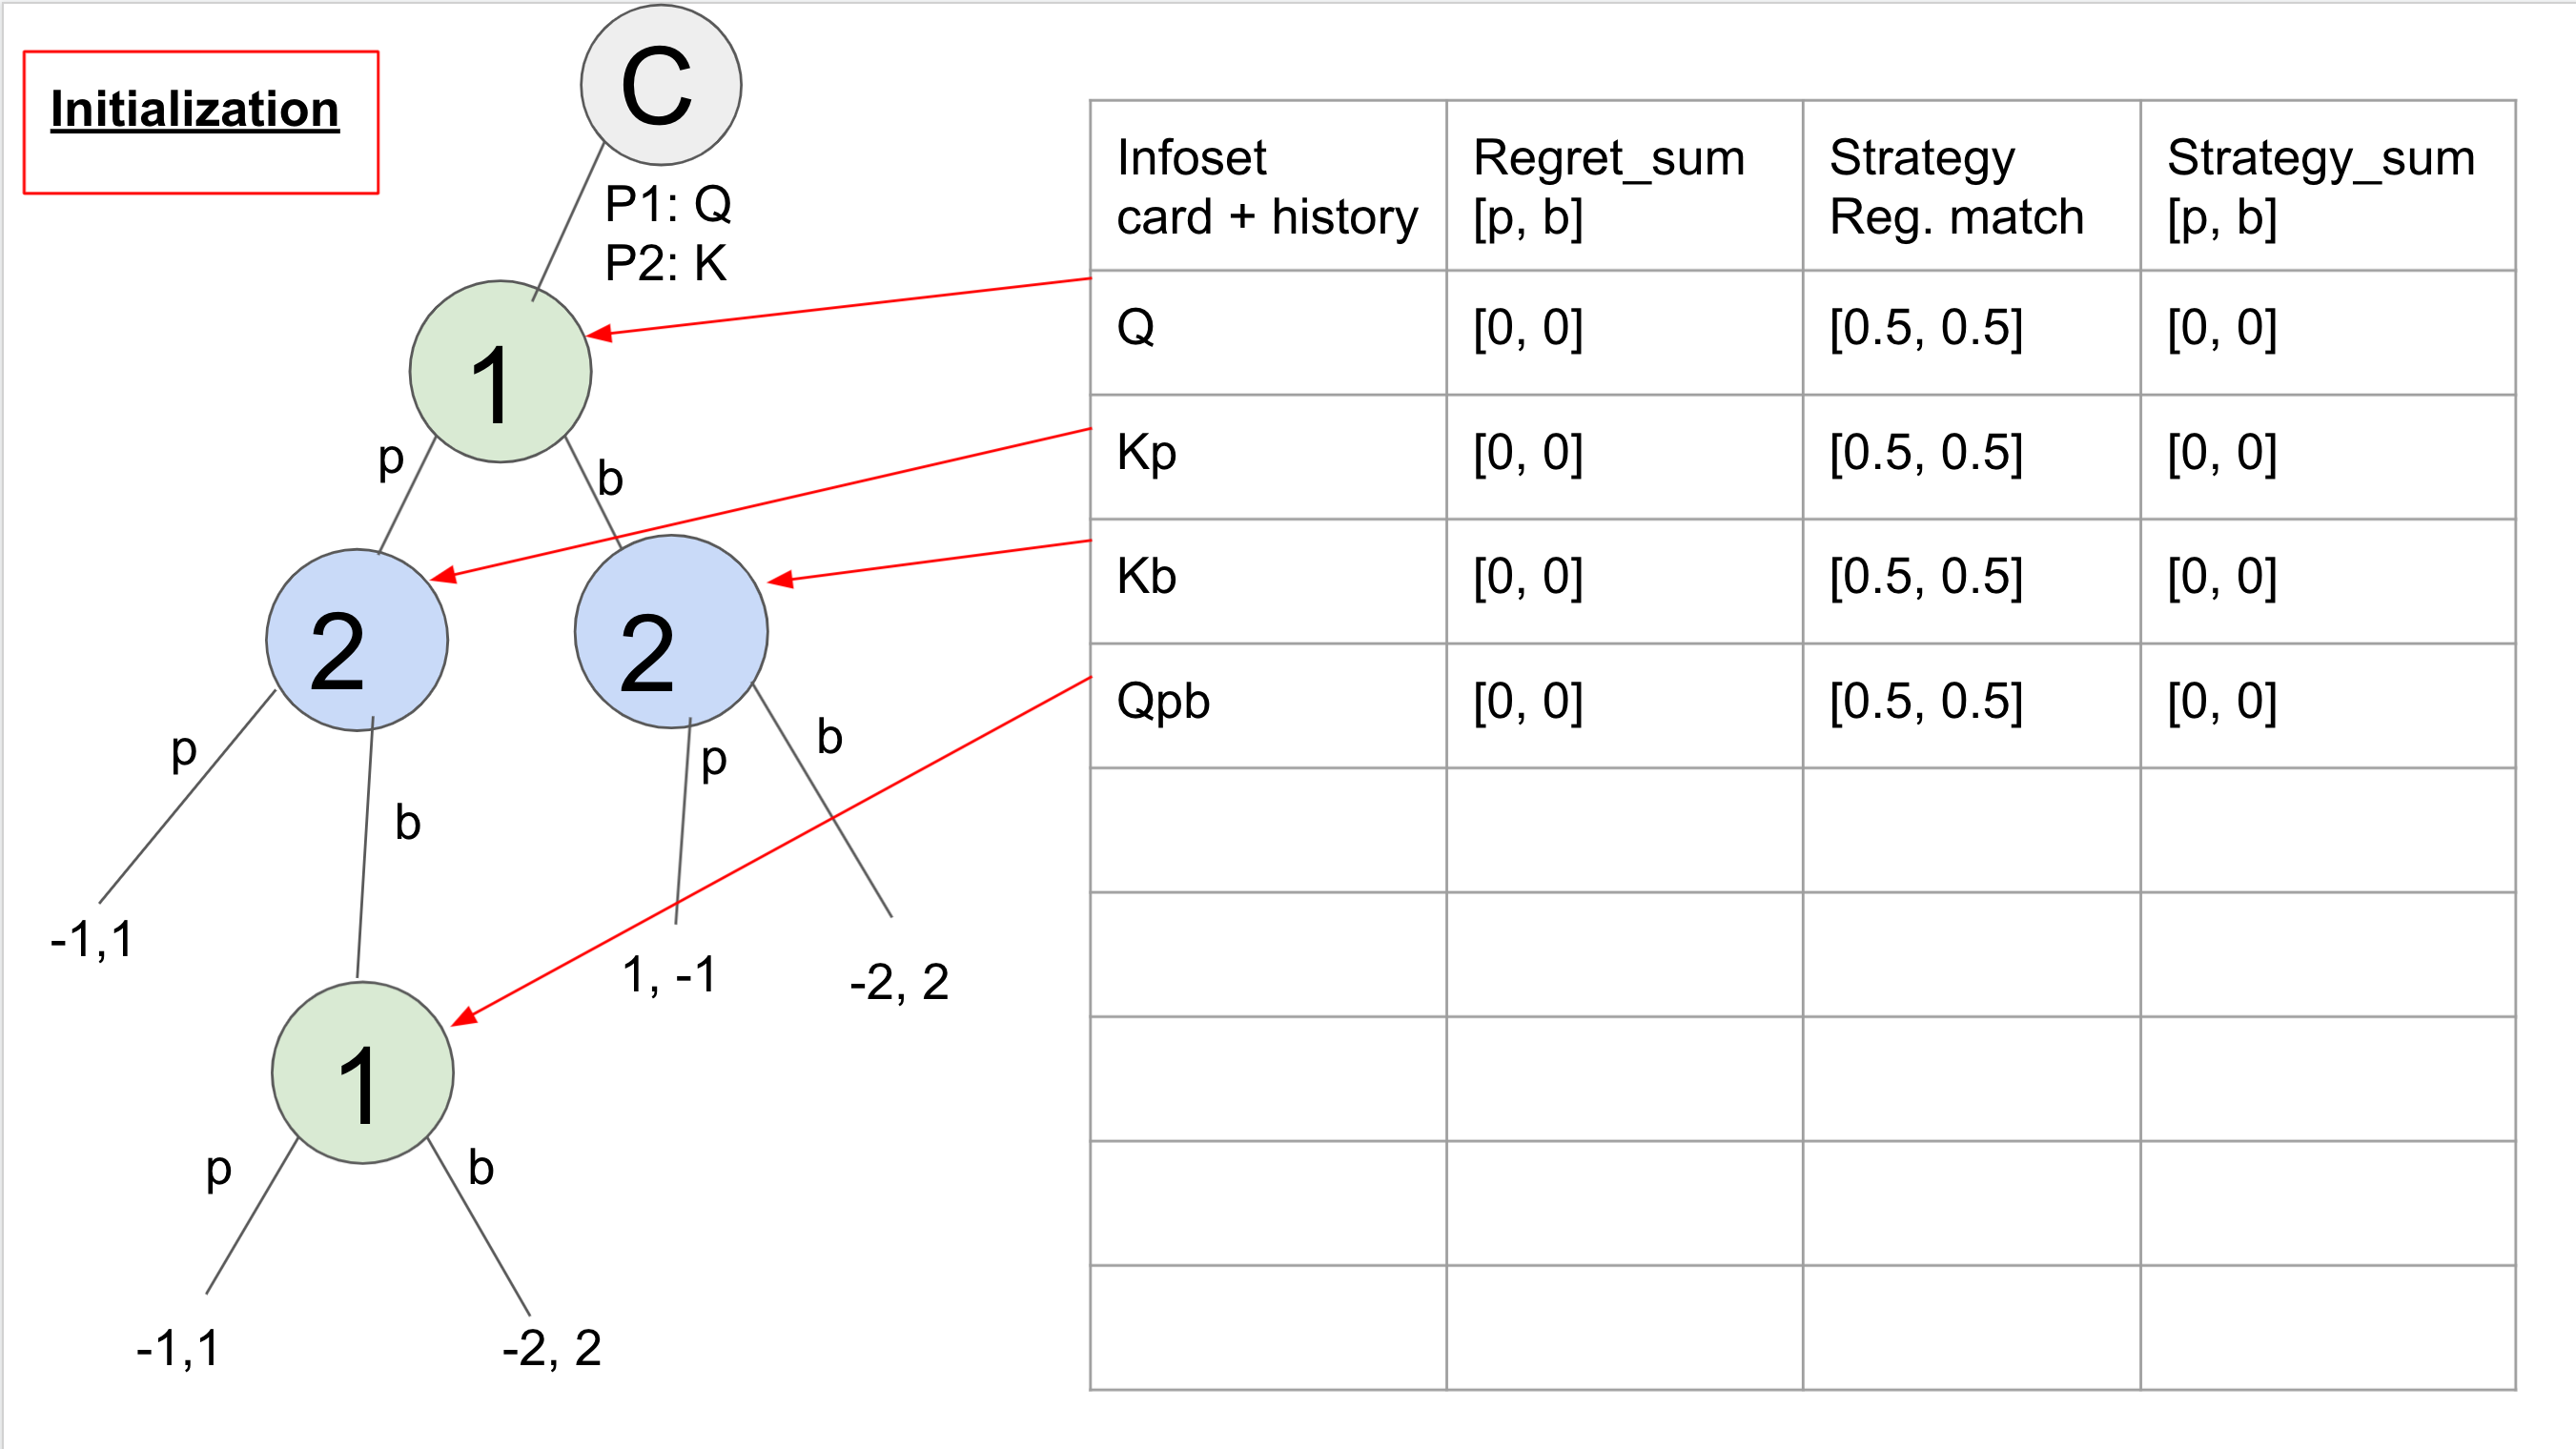 Initialization
C
P1: Q
P2: K
1
p
b
2
2
p
b
p
b
-1,1
1, -1
-2, 2
1
p
b
-1,1
-2, 2
Infoset
card + history
Regret_sum
[p, b]
Strategy
Reg. match
Strategy_sum
[p, b]
Q
[0, 0]
[0.5, 0.5]
[0, 0]
Kp
[0, 0]
[0.5, 0.5]
[0, 0]
Kb
[0, 0]
[0.5, 0.5]
[0, 0]
Qpb
[0, 0]
[0.5, 0.5]
[0, 0]